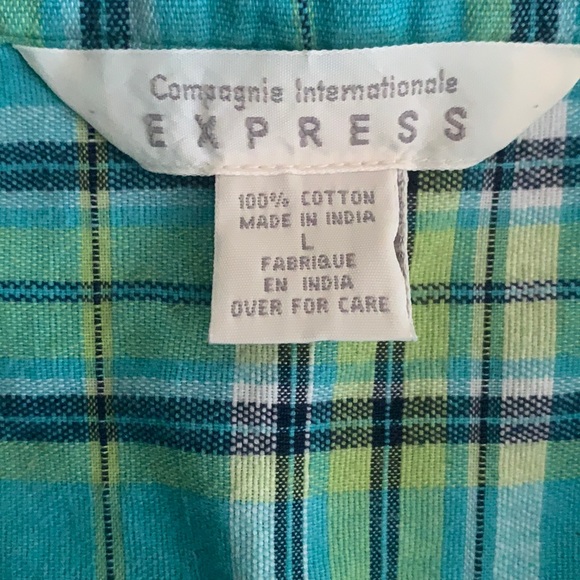 Compagnie Internationale
EXPRESS
100% COTTON
MADE IN INDIA
L
FABRIQUE
EN INDIA
OVER FOR CARE